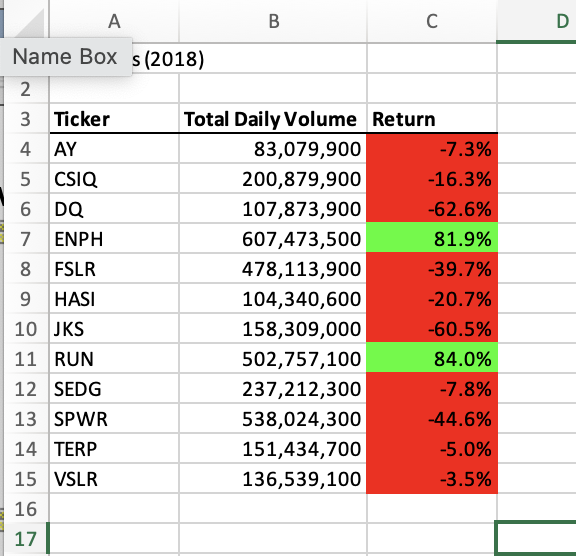 A B C D
Name Box s (2018)
2
3 Ticker Total Daily Volume Return
4 AY 83,079,900 -7.3%
5 CSIQ 200,879,900 -16.3%
6 DQ 107,873,900 -62.6%
7 ENPH 607,473,500 81.9%
8 FSLR 478,113,900 -39.7%
9 HASI 104,340,600 -20.7%
10 JKS 158,309,000 -60.5%
11 RUN 502,757,100 84.0%
12 SEDG 237,212,300 -7.8%
13 SPWR 538,024,300 -44.6%
14 TERP 151,434,700 -5.0%
15 VSLR 136,539,100 -3.5%
16
17